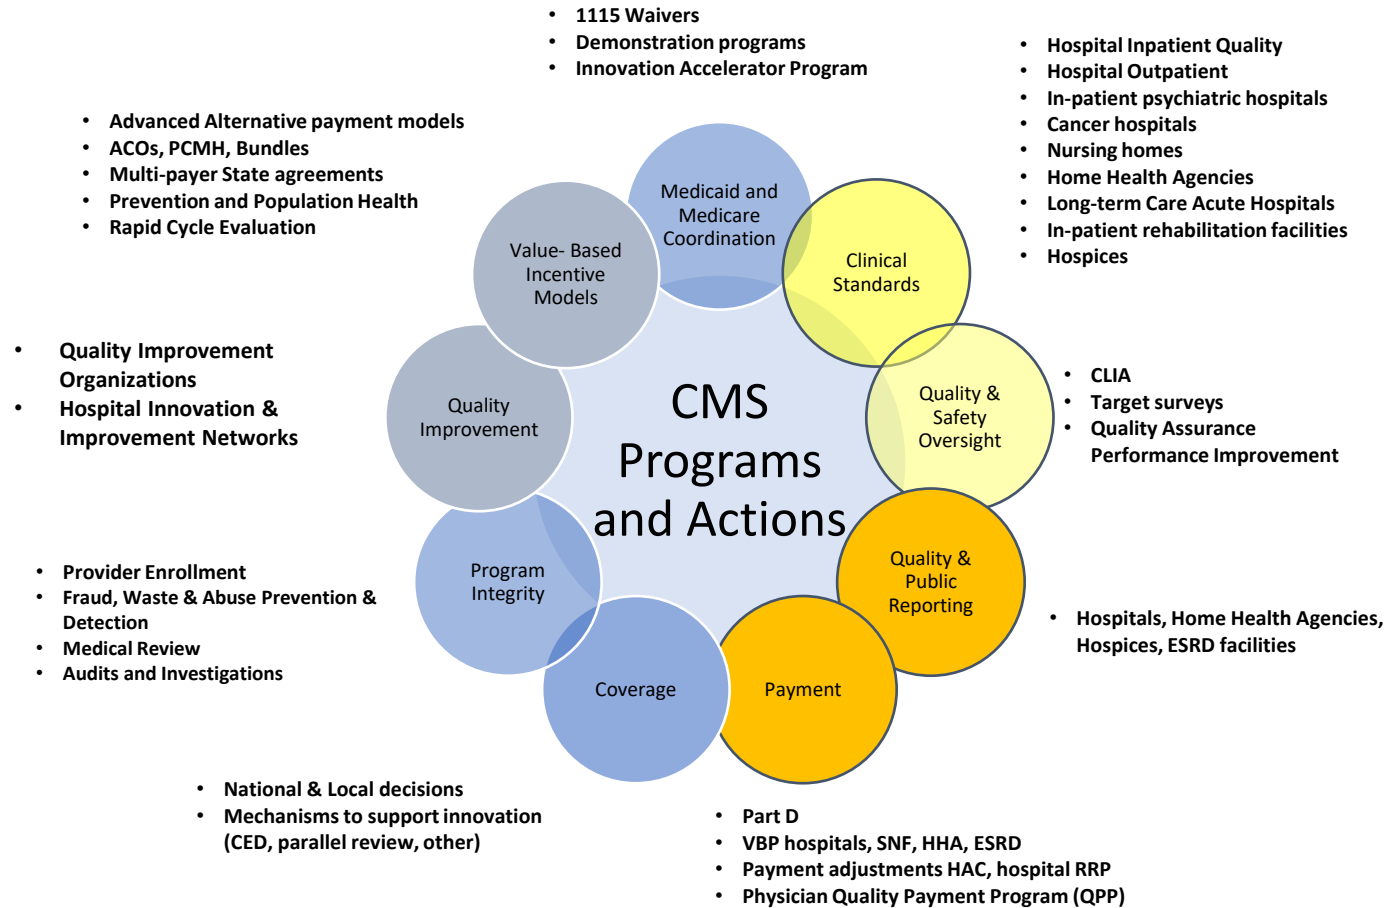 • 1115 Waivers
• Demonstration programs
• Innovation Accelerator Program
• Hospital Inpatient Quality
• Hospital Outpatient
• In-patient psychiatric hospitals
• Cancer hospitals
• Nursing homes
• Home Health Agencies
• Long-term Care Acute Hospitals
• In-patient rehabilitation facilities
• Hospices
• Advanced Alternative payment models
• ACOs, PCMH, Bundles
• Multi-payer State agreements
• Prevention and Population Health
• Rapid Cycle Evaluation
Medicaid and
Medicare
Coordination
Value- Based
Incentive
Models
Clinical
Standards
• Quality Improvement
Organizations
• Hospital Innovation &
Improvement Networks
Quality
Improvement
CMS
Programs
and Actions
Quality &
Safety
Oversight
• CLIA
• Target surveys
• Quality Assurance
Performance Improvement
• Provider Enrollment
• Fraud, Waste & Abuse Prevention &
Detection
• Medical Review
• Audits and Investigations
Program
Integrity
Quality &
Public
Reporting
• Hospitals, Home Health Agencies,
Hospices, ESRD facilities
Coverage
Payment
• National & Local decisions
• Mechanisms to support innovation
(CED, parallel review, other)
• Part D
• VBP hospitals, SNF, HHA, ESRD
• Payment adjustments HAC, hospital RRP
• Physician Quality Payment Program (QPP)